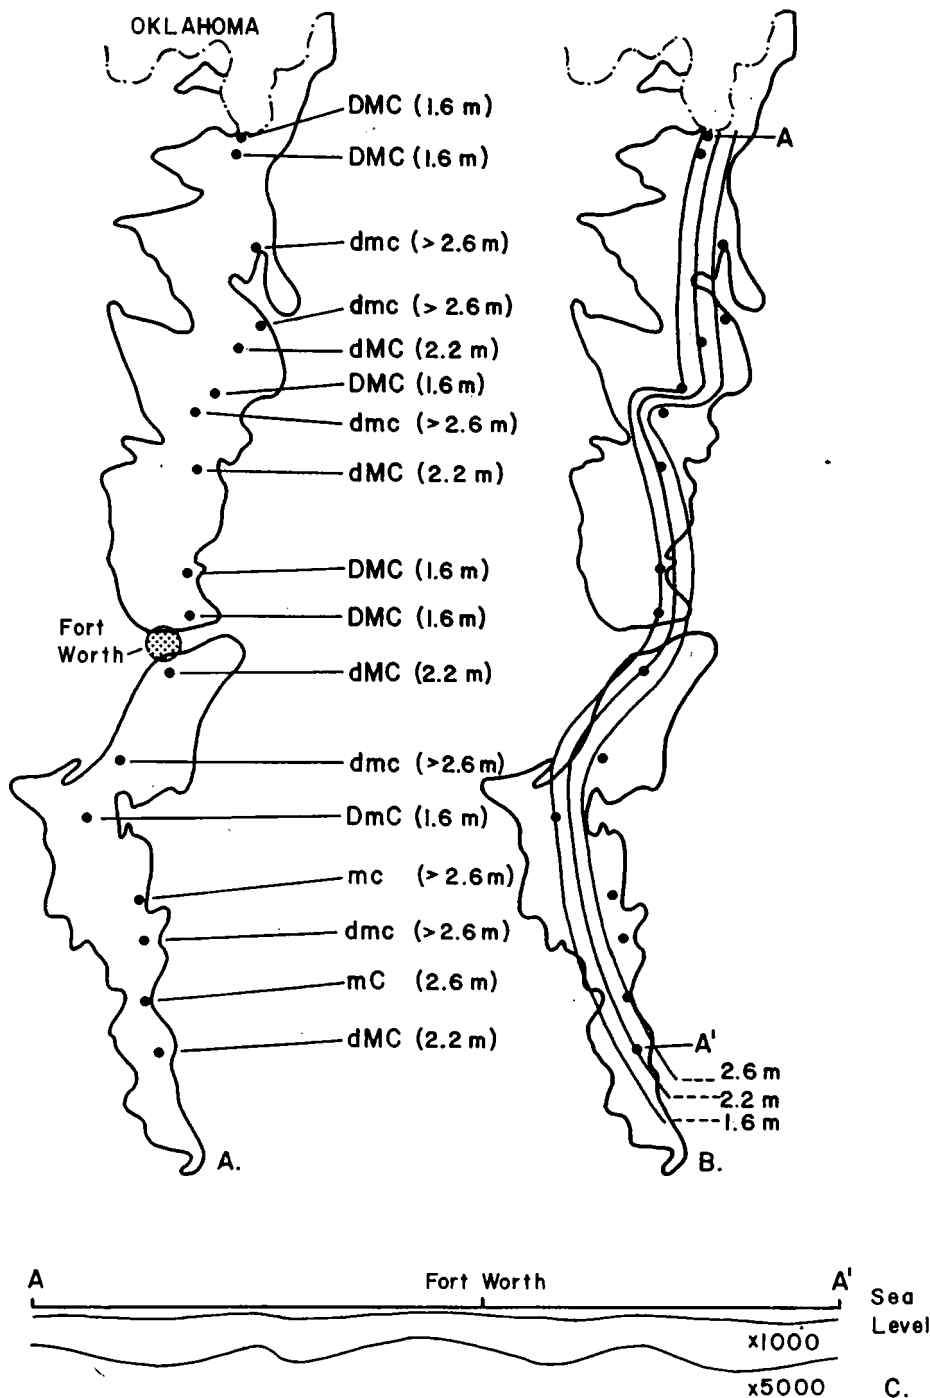 OKLAHOMA
DMC (1.6 m)
DMC (1.6 m)
A
dmc (> 2.6 m)
dmc (> 2.6 m)
dMC (2.2 m)
DMC (1.6 m)
dmc (> 2.6 m)
dMC (2.2 m)
DMC (1.6 m)
DMC (1.6 m)
Fort
Worth
dMC (2.2 m)
dmc (>2.6 m)
DmC (1.6 m)
mc (> 2.6 m)
dmc (>2.6 m)
mC (2.6 m)
dMC (2.2 m)
A'
2.6 m
2.2 m
1.6 m
A.
B.
A
Fort Worth
A'
Sea
Level
x1000
x5000
C.